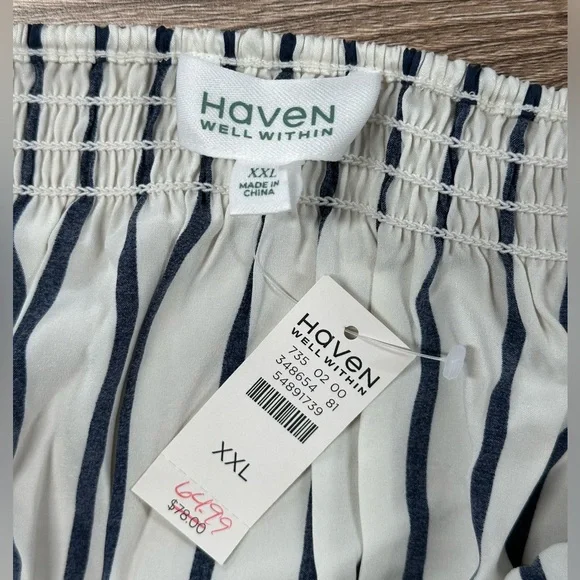 HaveN
WELL WITHIN
XXL
MADE IN
CHINA
HaveN
WELL WITHIN
735 02 00
348654 81
54891739
XXL
64.99
$78.00